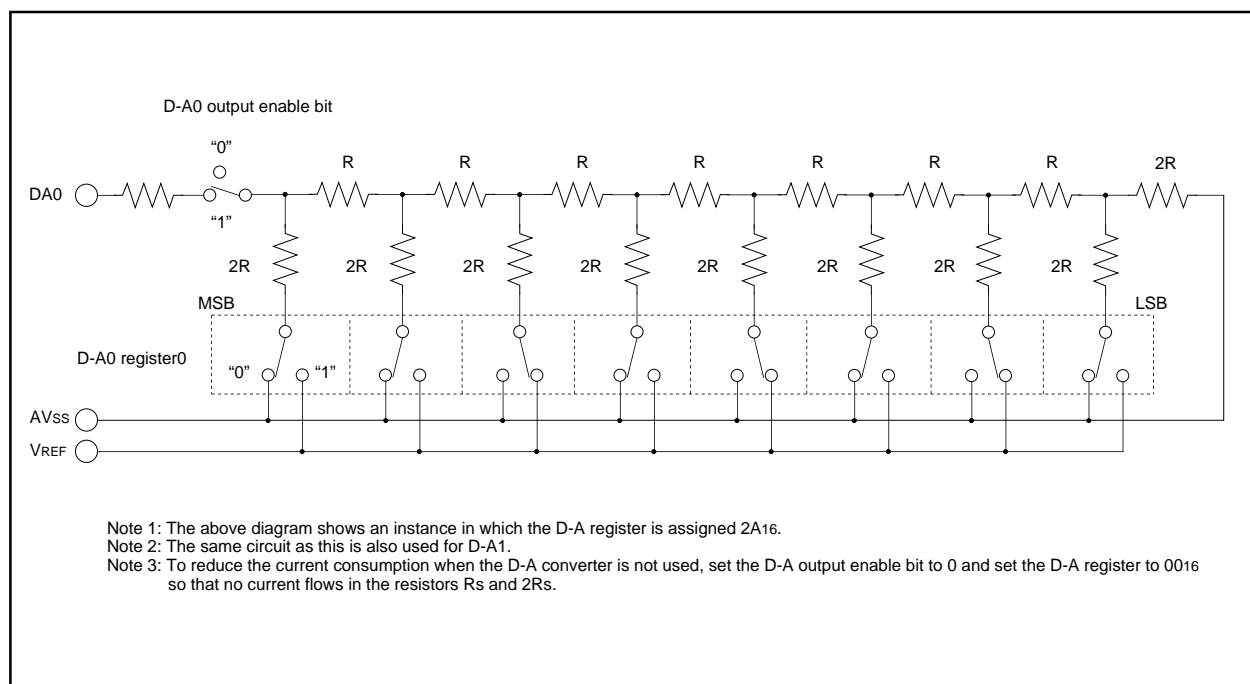 D-A0 output enable bit
“0”
R R R R R R R 2R
DA0
“1”
2R 2R 2R 2R 2R 2R 2R 2R
MSB LSB
D-A0 register0
“0” “1”
AVSS
VREF
Note 1: The above diagram shows an instance in which the D-A register is assigned 2A16.
Note 2: The same circuit as this is also used for D-A1.
Note 3: To reduce the current consumption when the D-A converter is not used, set the D-A output enable bit to 0 and set the D-A register to 0016
so that no current flows in the resistors Rs and 2Rs.